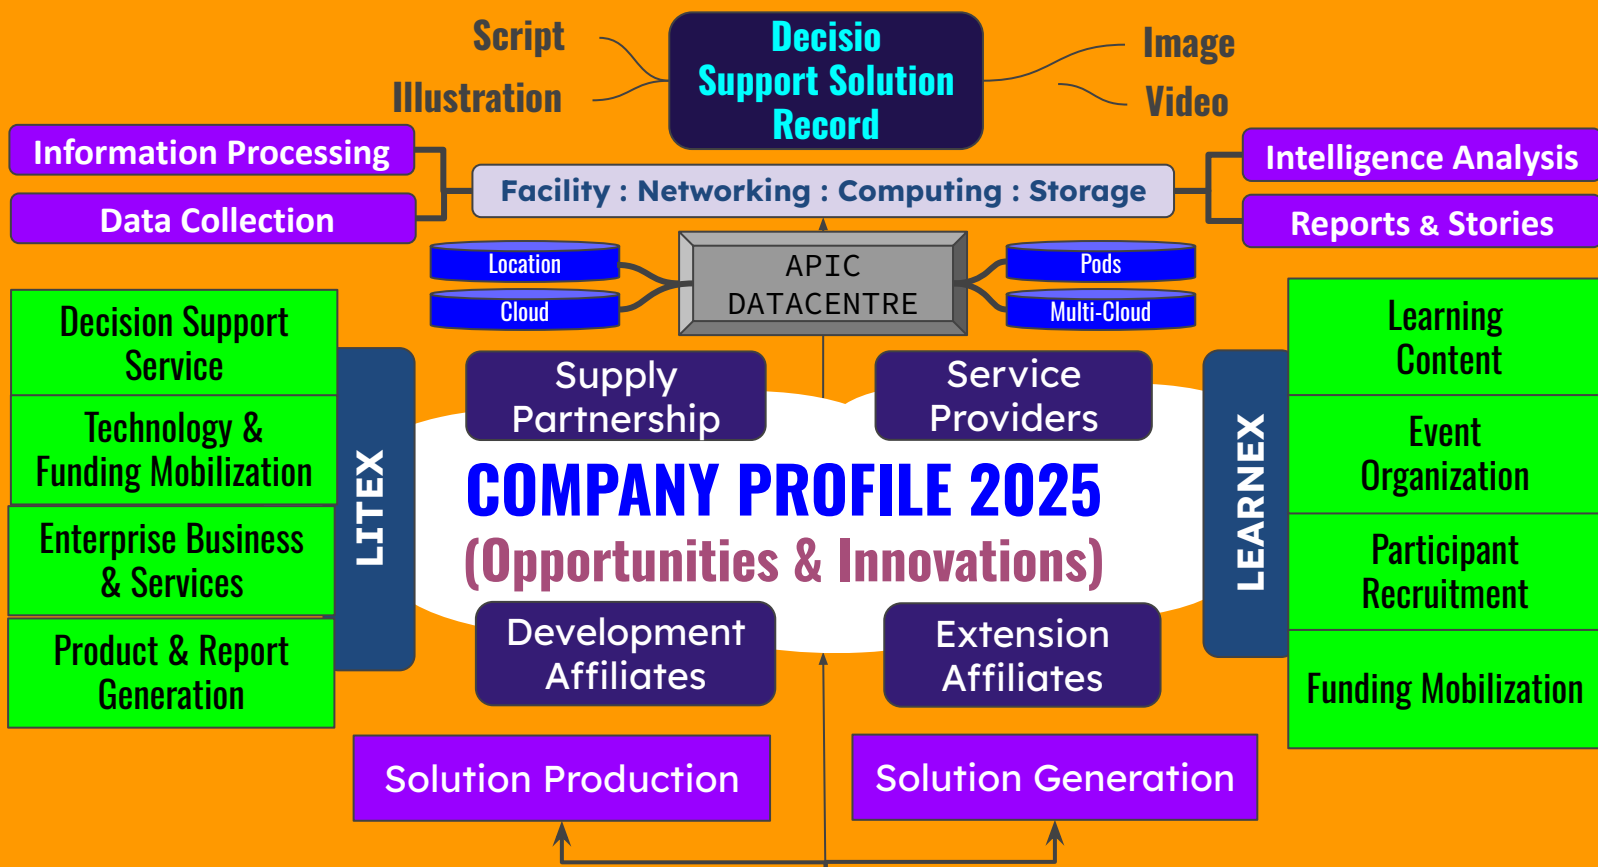 Script
Illustration
Decisio
Support Solution
Record
Image
Video
Information Processing
Data Collection
Facility : Networking : Computing : Storage
Intelligence Analysis
Reports & Stories
Location
Cloud
APIC
DATACENTRE
Pods
Multi-Cloud
Decision Support
Service
Technology &
Funding Mobilization
Enterprise Business
& Services
Product & Report
Generation
LITEX
Supply
Partnership
Service
Providers
COMPANY PROFILE 2025
(Opportunities & Innovations)
Development
Affiliates
Extension
Affiliates
LEARNEX
Learning
Content
Event
Organization
Participant
Recruitment
Funding Mobilization
Solution Production
Solution Generation